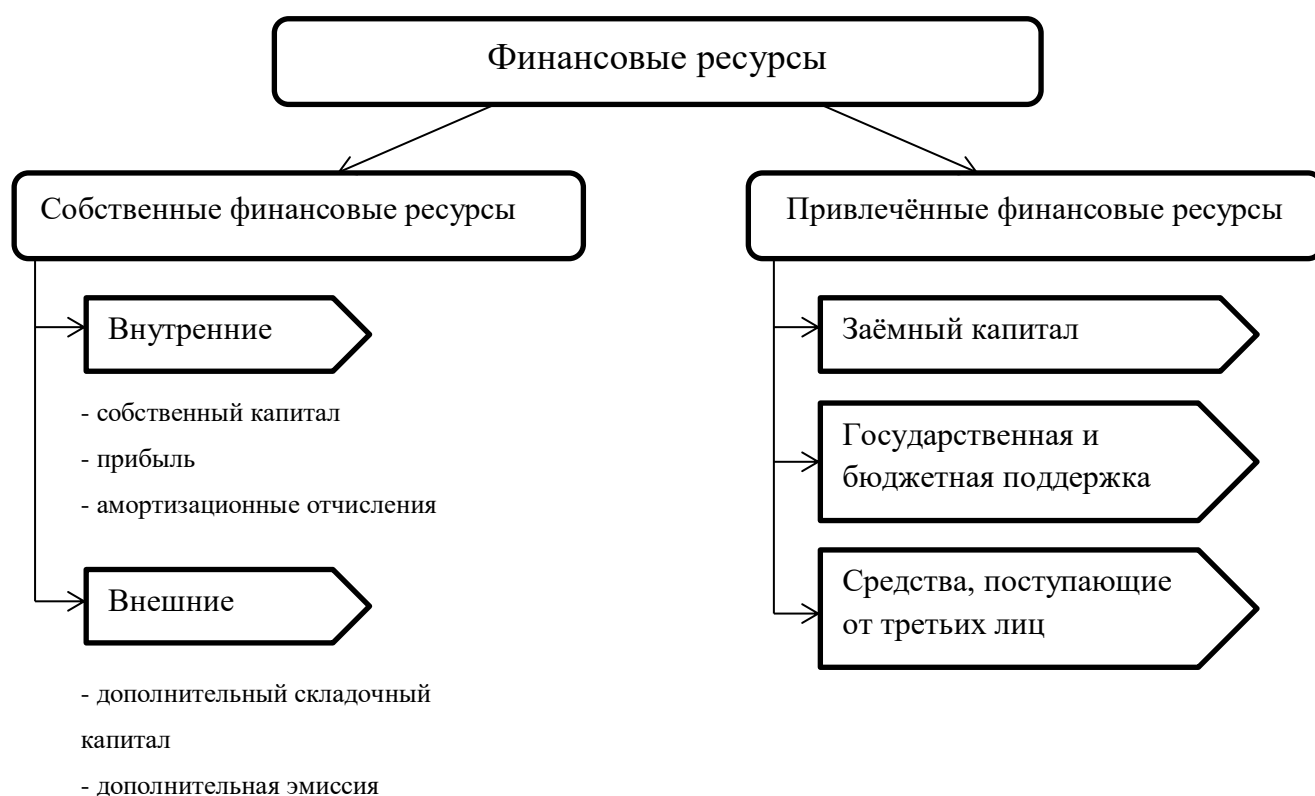 Финансовые ресурсы
Собственные финансовые ресурсы
Привлечённые финансовые ресурсы
Внутренние
- собственный капитал
- прибыль
- амортизационные отчисления
Внешние
- дополнительный складочный
капитал
- дополнительная эмиссия
Заёмный капитал
Государственная и
бюджетная поддержка
Средства, поступающие
от третьих лиц